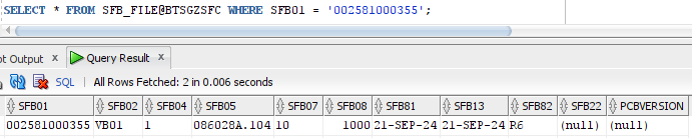 SELECT * FROM SFB_FILE@BTSGZSFC WHERE SFB01 = '002581000355';
ot Output × Query Result ×
SQL | All Rows Fetched: 2 in 0.006 seconds
SFB01 SFB02 SFB04 SFB05 SFB07 SFB08 SFB81 SFB13 SFB82 SFB22 PCBVERSION
002581000355 VB01 1 086028A.104 10 1000 21-SEP-24 21-SEP-24 R6 (null) (null)